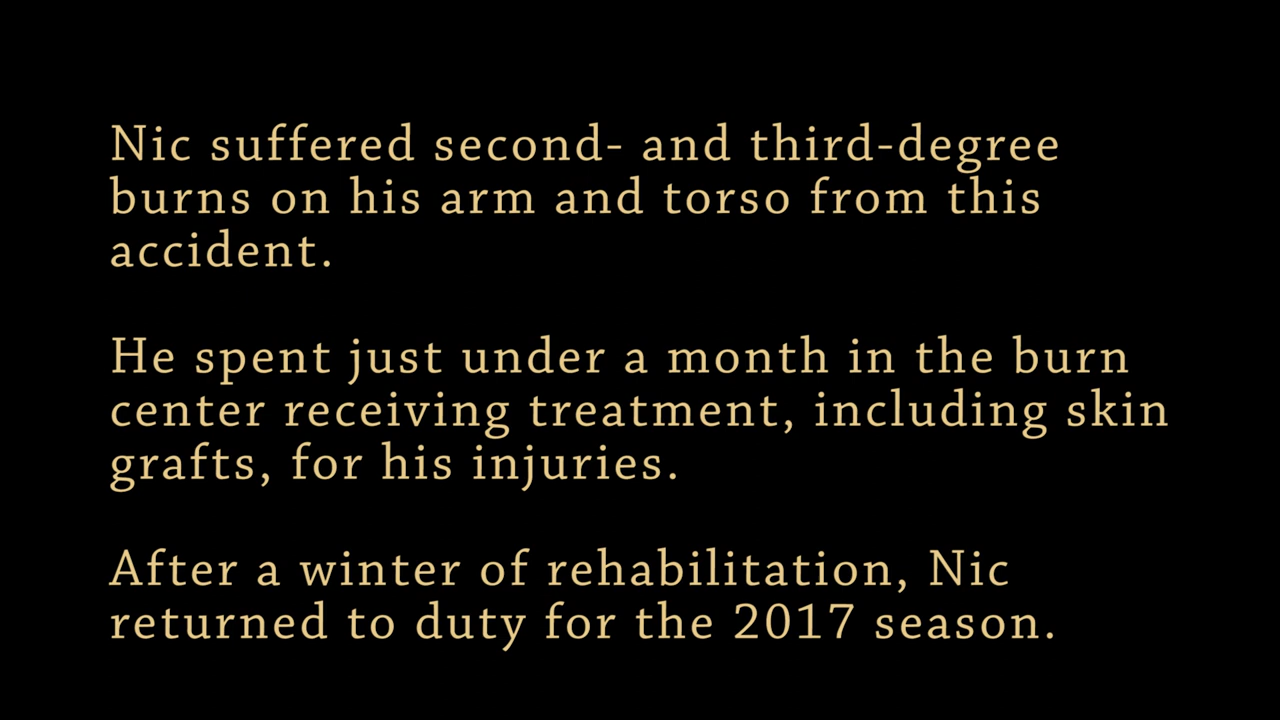 Nic suffered second- and third-degree
burns on his arm and torso from this
accident.
He spent just under a month in the burn
center receiving treatment, including skin
grafts, for his injuries.
After a winter of rehabilitation, Nic
returned to duty for the 2017 season.